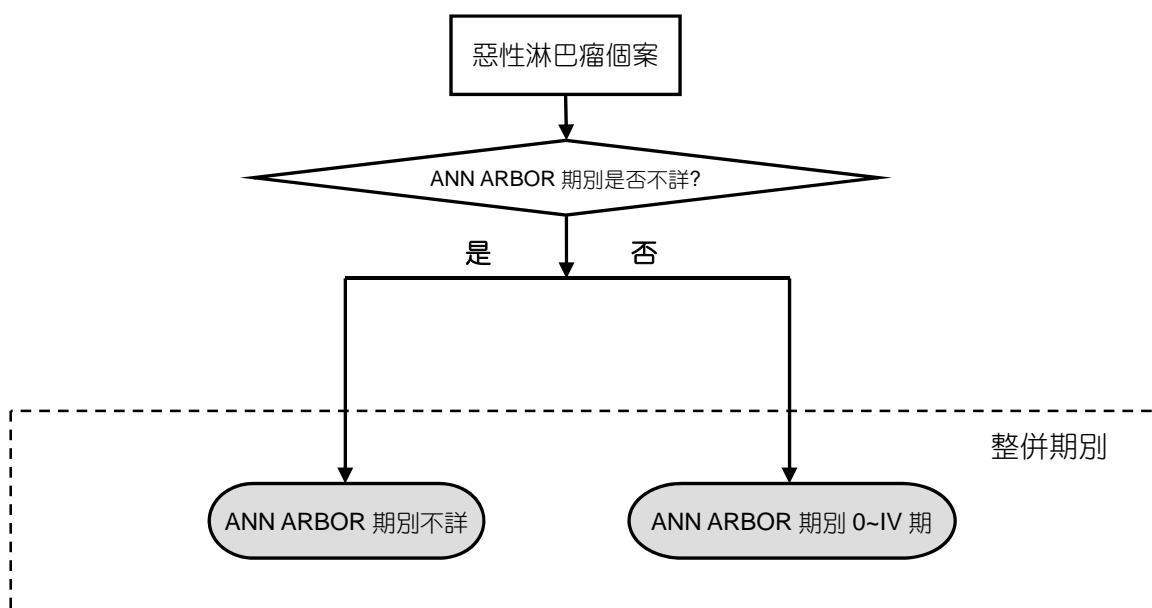 惡性淋巴瘤個案
ANN ARBOR 期別是否不詳?
是
否
整併期別
ANN ARBOR 期別不詳
ANN ARBOR 期別 0~IV 期